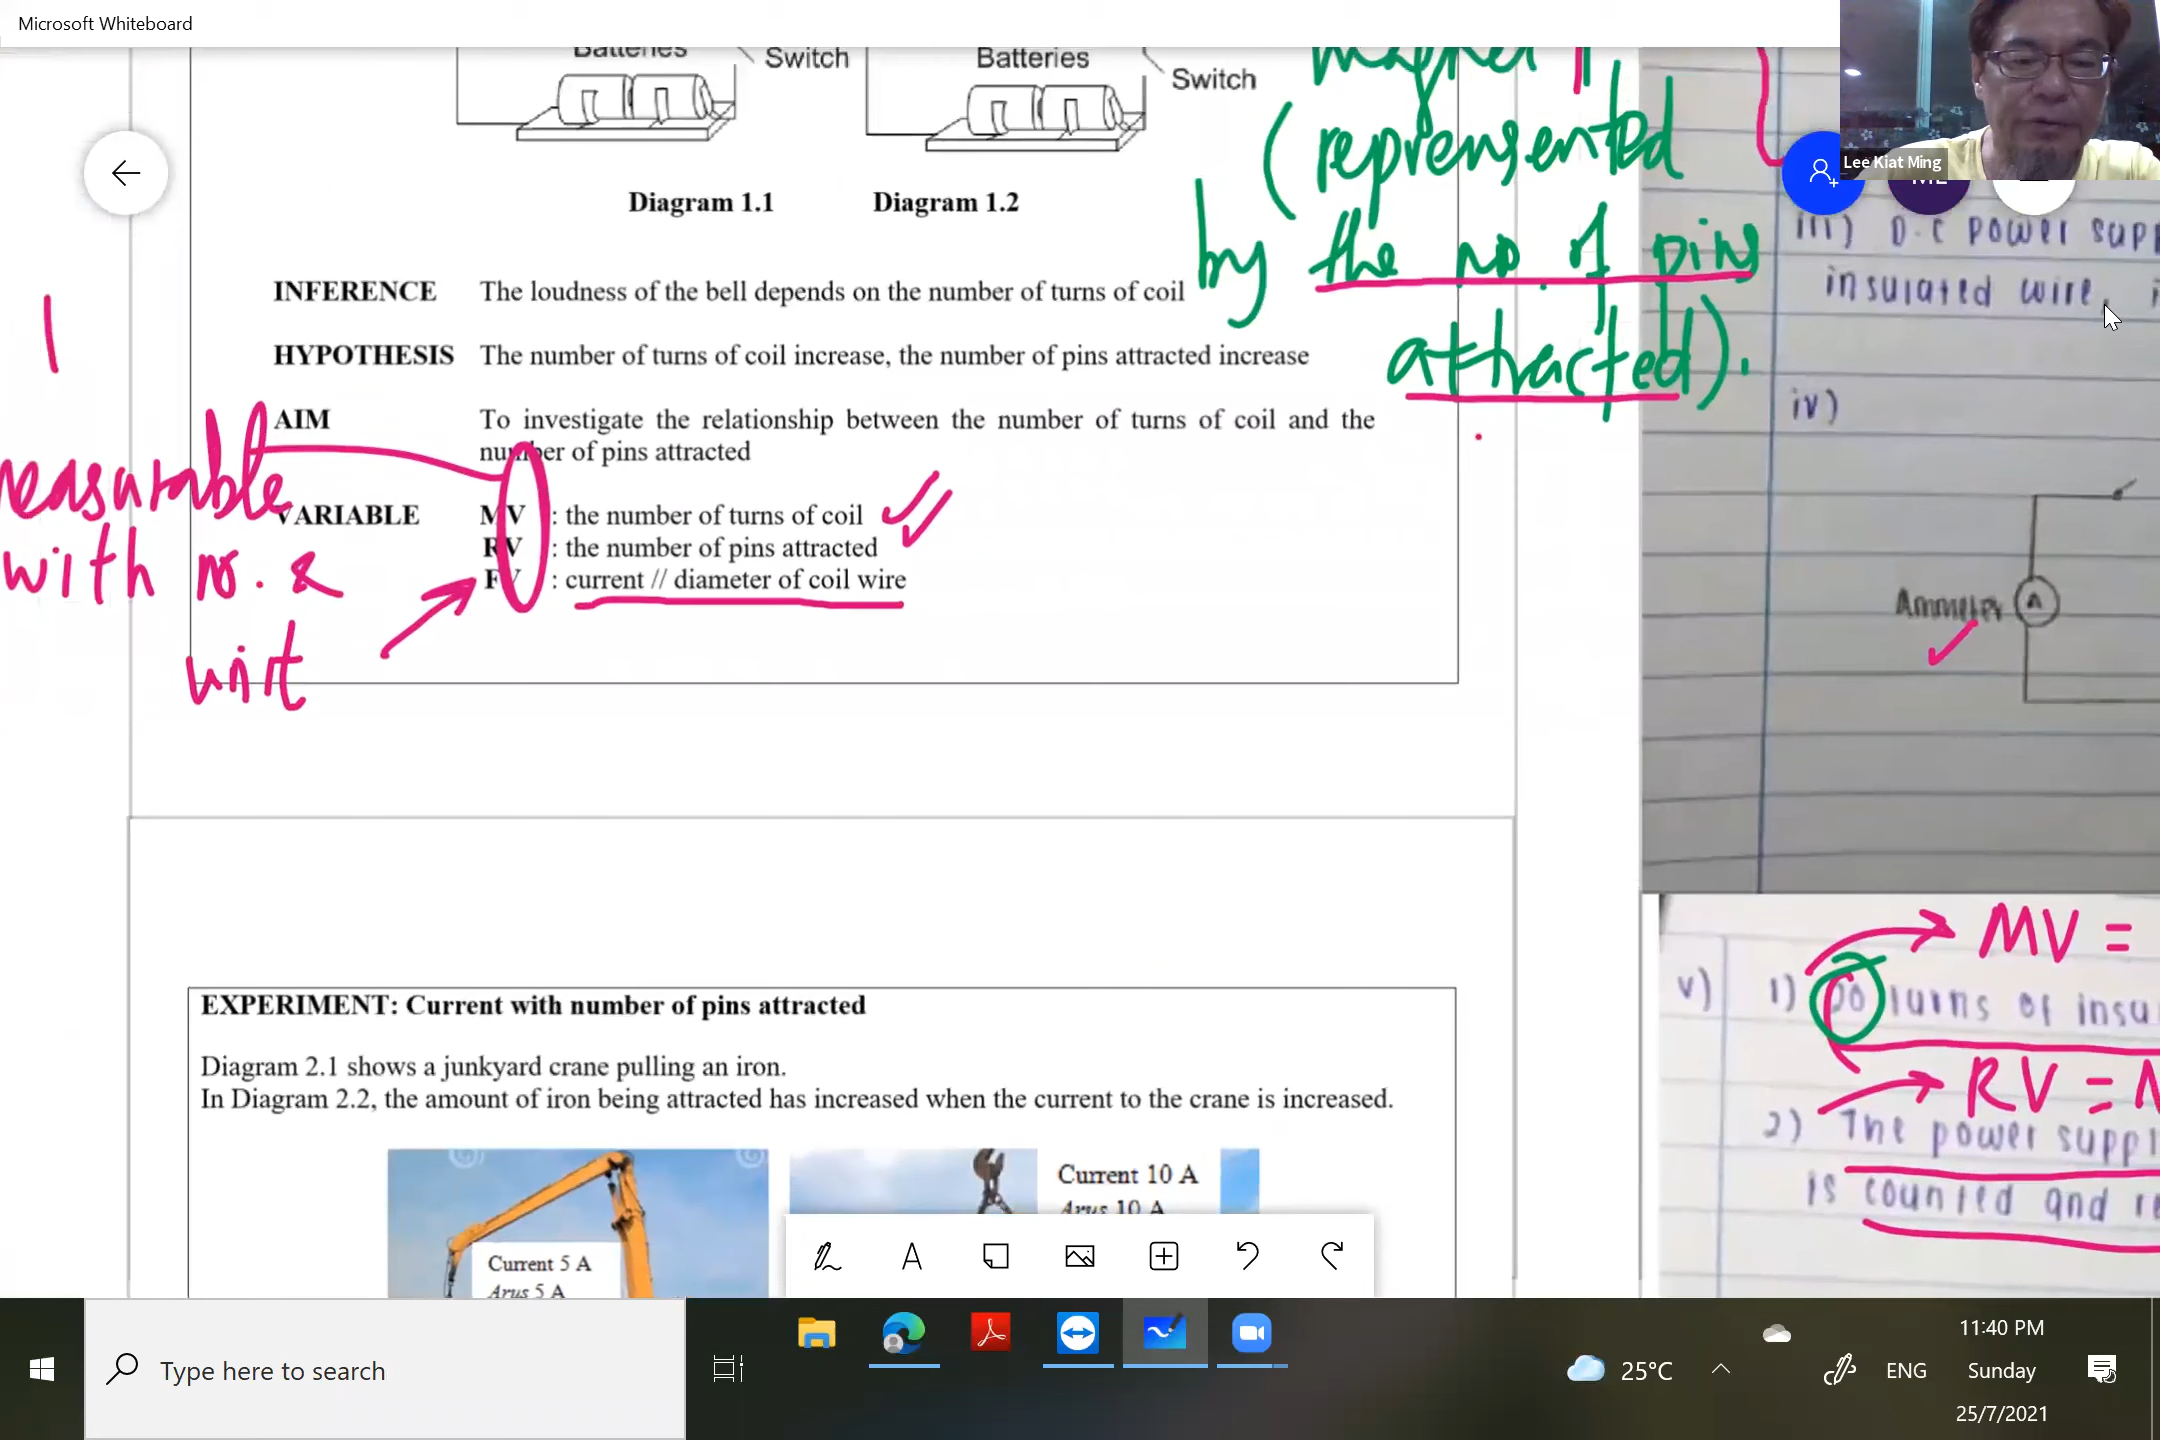 Microsoft Whiteboard
Batteries
Switch
Batteries
Switch
Diagram 1.1
Diagram 1.2
(reprensented
by the no. of pins
attracted).
INFERENCE The loudness of the bell depends on the number of turns of coil
HYPOTHESIS The number of turns of coil increase, the number of pins attracted increase
AIM To investigate the relationship between the number of turns of coil and the
number of pins attracted
VARIABLE MV : the number of turns of coil
RV : the number of pins attracted
FV : current // diameter of coil wire
with no. &
unit
Lee Kiat Ming
iii) D.C power
insulated wire,
iv)
Ammeter A
EXPERIMENT: Current with number of pins attracted
Diagram 2.1 shows a junkyard crane pulling an iron.
In Diagram 2.2, the amount of iron being attracted has increased when the current to the crane is increased.
Current 5 A
Arus 5 A
Current 10 A
Arus 10 A
MV =
v) 1) turns of
RV =
2) The power
is counted and
Type here to search
25°C
ENG
11:40 PM
Sunday
25/7/2021